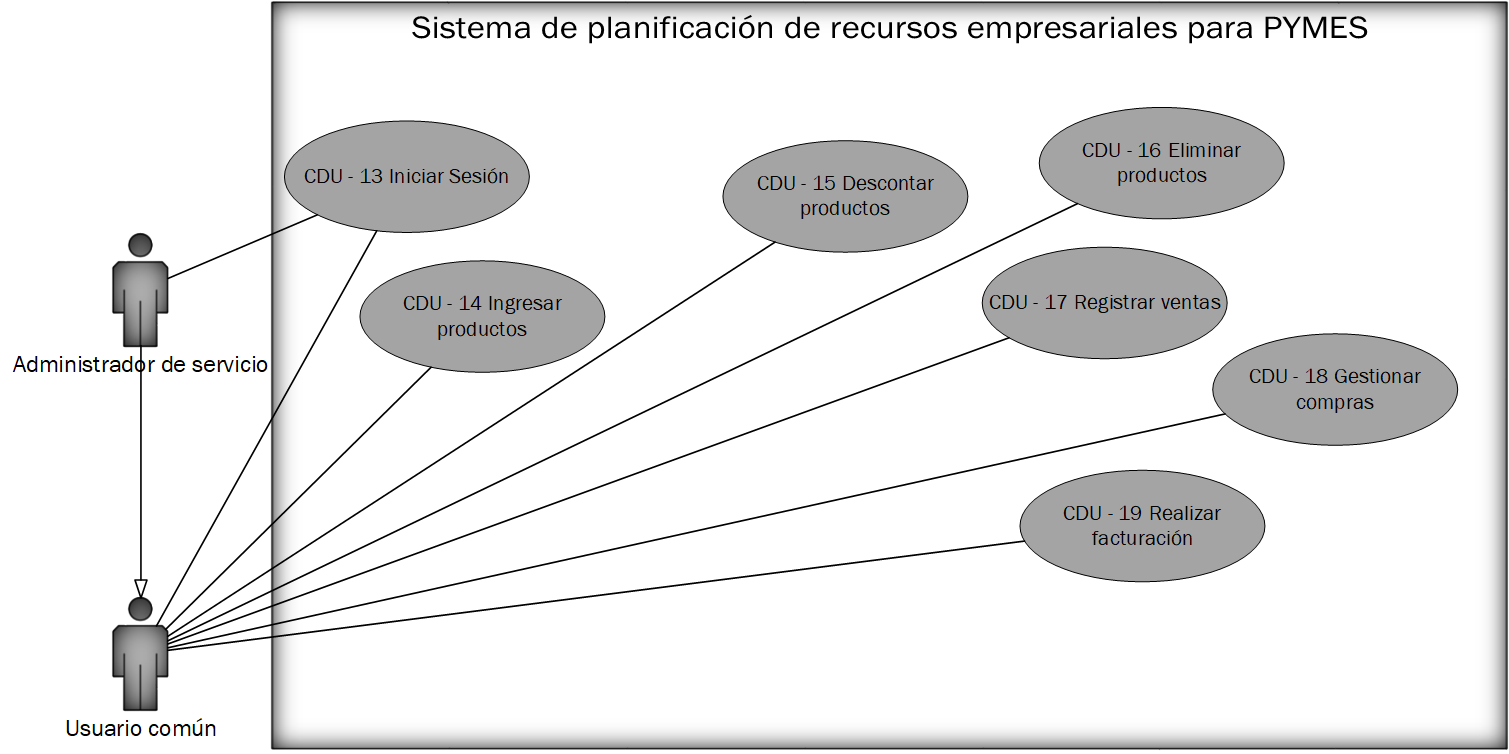 Sistema de planificación de recursos empresariales para PYMES
CDU - 13 Iniciar Sesión
CDU - 14 Ingresar
productos
CDU - 15 Descontar
productos
CDU - 16 Eliminar
productos
CDU - 17 Registrar ventas
CDU - 18 Gestionar
compras
CDU - 19 Realizar
facturación
Administrador de servicio
Usuario común